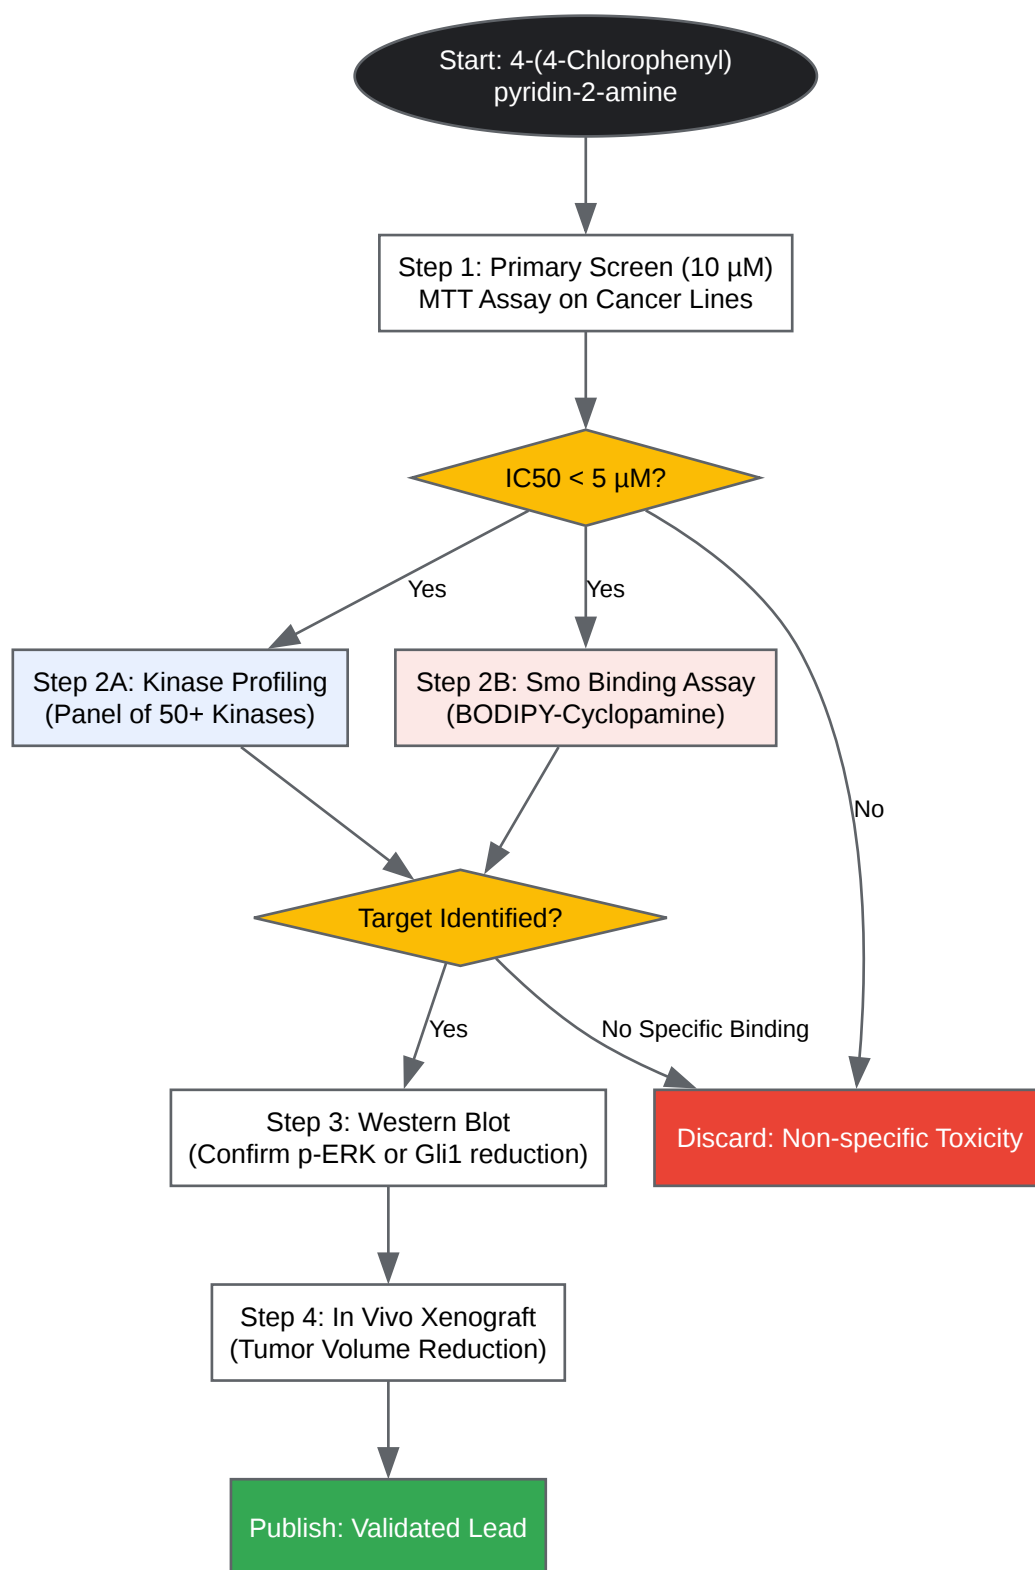 Start: 4-(4-Chlorophenyl)
pyridin-2-amine
Step 1: Primary Screen (10 µM)
MTT Assay on Cancer Lines
IC50 < 5 µM?
Yes
Yes
Step 2A: Kinase Profiling
(Panel of 50+ Kinases)
Step 2B: Smo Binding Assay
(BODIPY-Cyclopamine)
No
Target Identified?
Yes
No Specific Binding
Step 3: Western Blot
(Confirm p-ERK or Gli1 reduction)
Discard: Non-specific Toxicity
Step 4: In Vivo Xenograft
(Tumor Volume Reduction)
Publish: Validated Lead